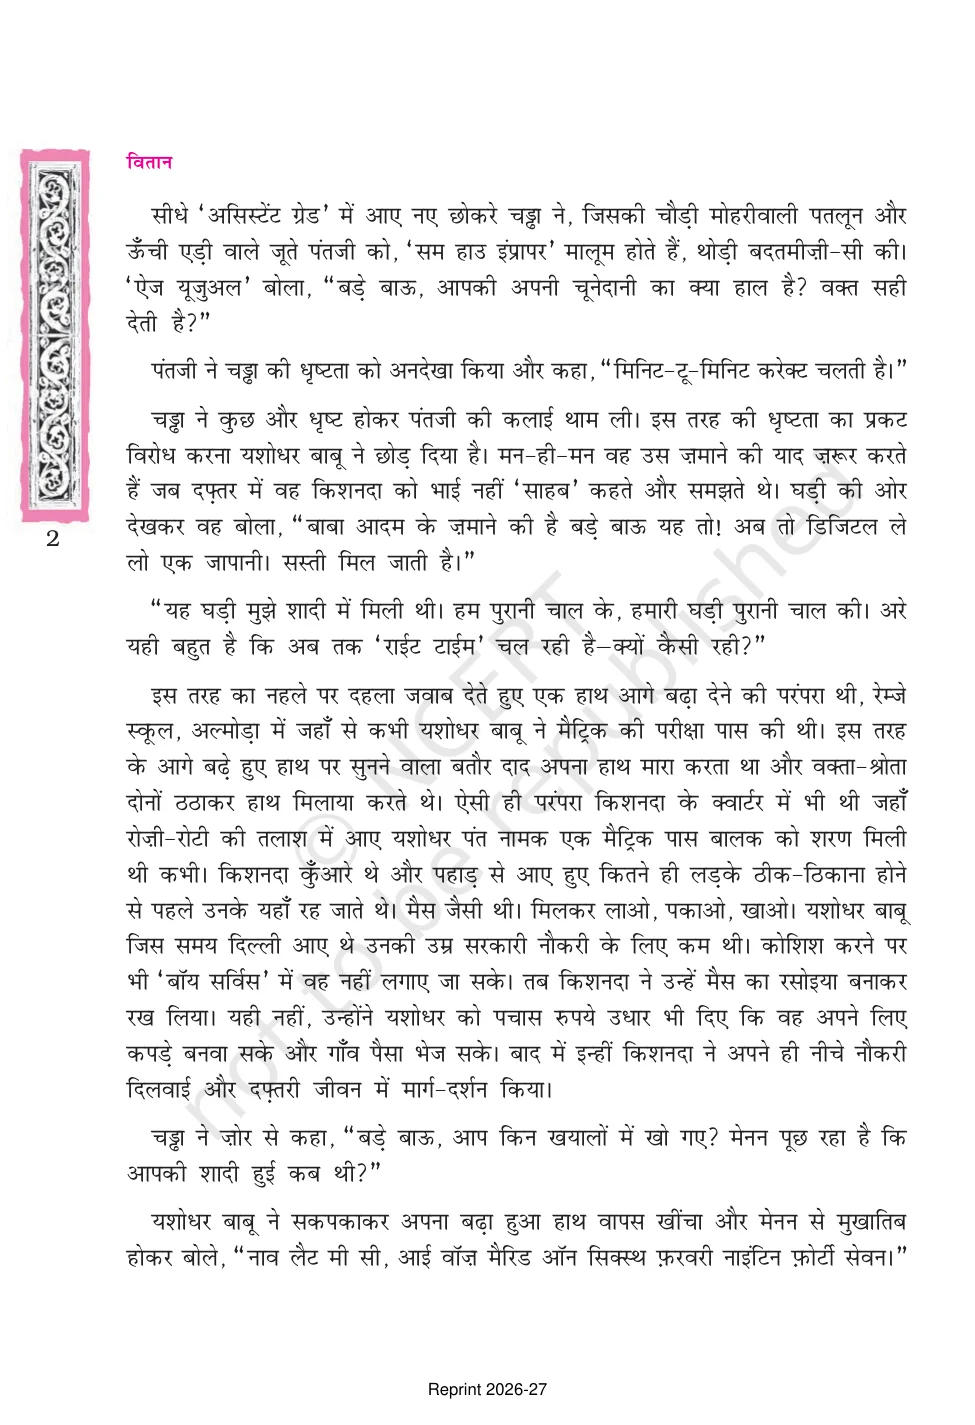 वितान
सीधे ‘असिस्टेंट ग्रेड’ में आए नए छोकरे चड्ढा ने, जिसकी चौड़ी मोहरीवाली पतलून और
ऊँची एड़ी वाले जूते पंतजी को, ‘सम हाउ इंप्रापर’ मालूम होते हैं, थोड़ी बदतमीज़ी-सी की।
‘ऐज यूजुअल’ बोला, “बड़े बाऊ, आपकी अपनी चूनेदानी का क्या हाल है? वक्त सही
देती है?”
पंतजी ने चड्ढा की धृष्टता को अनदेखा किया और कहा, “मिनिट-टू-मिनिट करेक्ट चलती है।”
चड्ढा ने कुछ और धृष्ट होकर पंतजी की कलाई थाम ली। इस तरह की धृष्टता का प्रकट
विरोध करना यशोधर बाबू ने छोड़ दिया है। मन-ही-मन वह उस ज़माने की याद ज़रूर करते
हैं जब दफ़्तर में वह किशनदा को भाई नहीं ‘साहब’ कहते और समझते थे। घड़ी की ओर
देखकर वह बोला, “बाबा आदम के ज़माने की है बड़े बाऊ यह तो! अब तो डिजिटल ले
लो एक जापानी। सस्ती मिल जाती है।”
2
“यह घड़ी मुझे शादी में मिली थी। हम पुरानी चाल के, हमारी घड़ी पुरानी चाल की। अरे
यही बहुत है कि अब तक ‘राईट टाईम’ चल रही है—क्यों कैसी रही?”
इस तरह का नहले पर दहला जवाब देते हुए एक हाथ आगे बढ़ा देने की परंपरा थी, रेम्जे
स्कूल, अल्मोड़ा में जहाँ से कभी यशोधर बाबू ने मैट्रिक की परीक्षा पास की थी। इस तरह
के आगे बढ़े हुए हाथ पर सुनने वाला बतौर दाद अपना हाथ मारा करता था और वक्ता-श्रोता
दोनों ठठाकर हाथ मिलाया करते थे। ऐसी ही परंपरा किशनदा के क्वार्टर में भी थी जहाँ
रोज़ी-रोटी की तलाश में आए यशोधर पंत नामक एक मैट्रिक पास बालक को शरण मिली
थी कभी। किशनदा कुँआरे थे और पहाड़ से आए हुए कितने ही लड़के ठीक-ठिकाना होने
से पहले उनके यहाँ रह जाते थे। मैस जैसी थी। मिलकर लाओ, पकाओ, खाओ। यशोधर बाबू
जिस समय दिल्ली आए थे उनकी उम्र सरकारी नौकरी के लिए कम थी। कोशिश करने पर
भी ‘बॉय सर्विस’ में वह नहीं लगाए जा सके। तब किशनदा ने उन्हें मैस का रसोइया बनाकर
रख लिया। यही नहीं, उन्होंने यशोधर को पचास रुपये उधार भी दिए कि वह अपने लिए
कपड़े बनवा सके और गाँव पैसा भेज सके। बाद में इन्हीं किशनदा ने अपने ही नीचे नौकरी
दिलवाई और दफ़्तरी जीवन में मार्ग-दर्शन किया।
चड्ढा ने ज़ोर से कहा, “बड़े बाऊ, आप किन खयालों में खो गए? मेनन पूछ रहा है कि
आपकी शादी हुई कब थी?”
यशोधर बाबू ने सकपकाकर अपना बढ़ा हुआ हाथ वापस खींचा और मेनन से मुखातिब
होकर बोले, “नाव लैट मी सी, आई वॉज़ मैरिड ऑन सिक्स्थ फ़रवरी नाइंटिन फ़ोर्टी सेवन।”
© NCERT
not to be republished
Reprint 2026-27